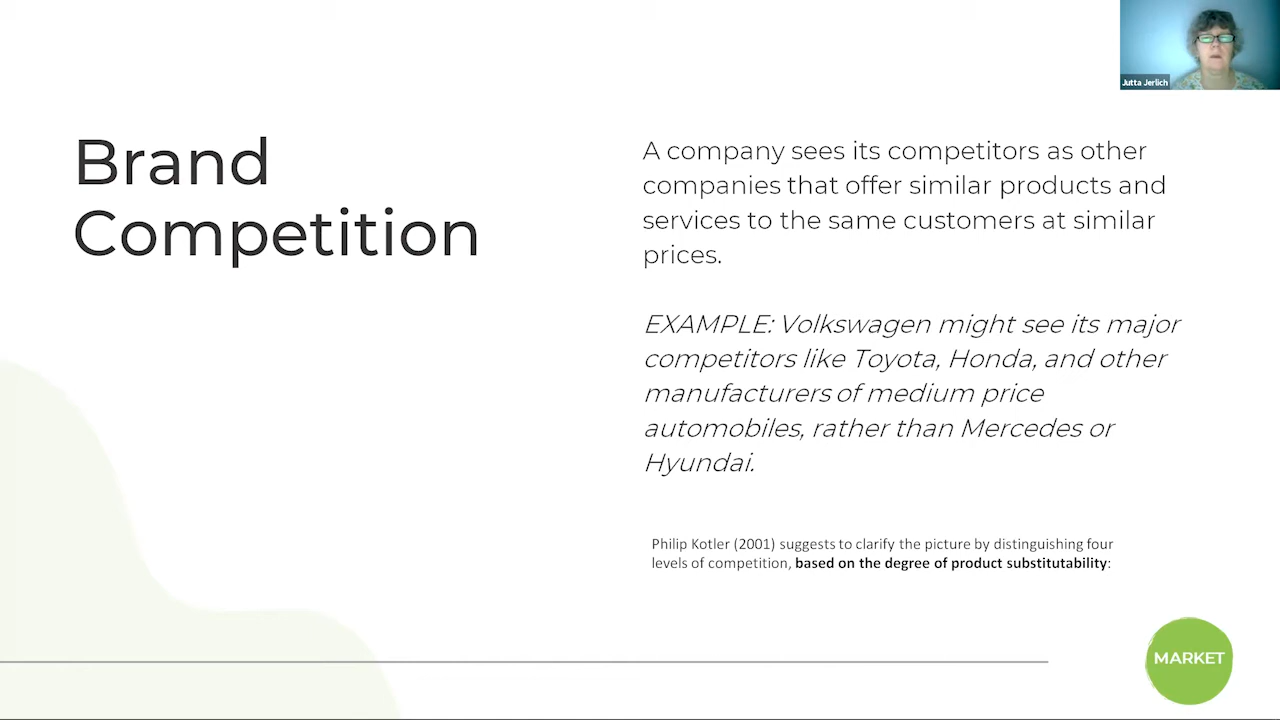 Jutta Jerlich
Brand
Competition
A company sees its competitors as other
companies that offer similar products and
services to the same customers at similar
prices.
EXAMPLE: Volkswagen might see its major
competitors like Toyota, Honda, and other
manufacturers of medium price
automobiles, rather than Mercedes or
Hyundai.
Philip Kotler (2001) suggests to clarify the picture by distinguishing four
levels of competition, based on the degree of product substitutability:
MARKET